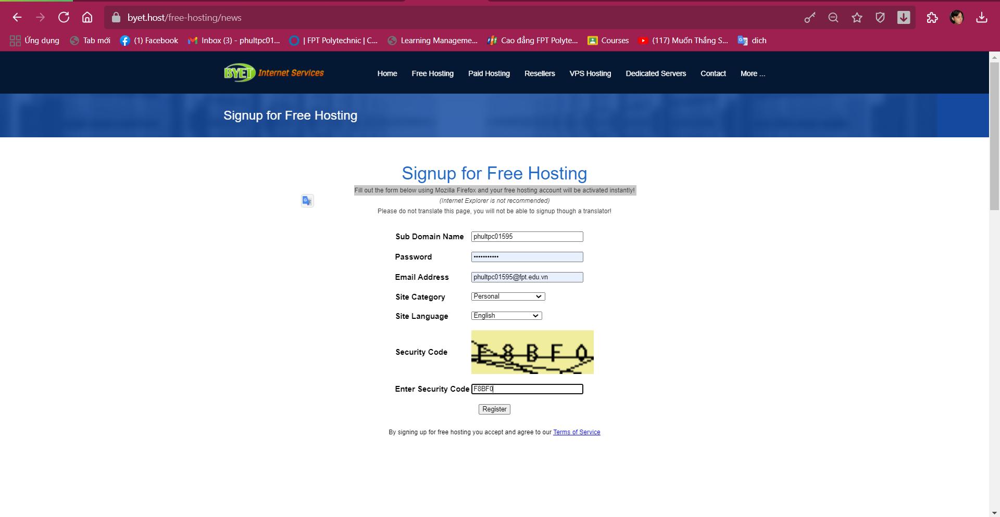 byet.host/free-hosting/news
Ứng dụng
Tab mới
(1) Facebook
Inbox (3) - phultpc01...
| FPT Polytechnic | C...
Learning Manageme...
Cao đẳng FPT Polyte...
Courses
(117) Muốn Thắng S...
dich
BYET Internet Services
Home
Free Hosting
Paid Hosting
Resellers
VPS Hosting
Dedicated Servers
Contact
More ...
Signup for Free Hosting
Signup for Free Hosting
Fill out the form below using Mozilla Firefox and your free hosting account will be activated instantly!
(Internet Explorer is not recommended)
Please do not translate this page, you will not be able to signup though a translator!
Sub Domain Name phultpc01595
Password •••••••••••
Email Address phultpc01595@fpt.edu.vn
Site Category Personal
Site Language English
Security Code
Enter Security Code F8BF0
Register
By signing up for free hosting you accept and agree to our Terms of Service